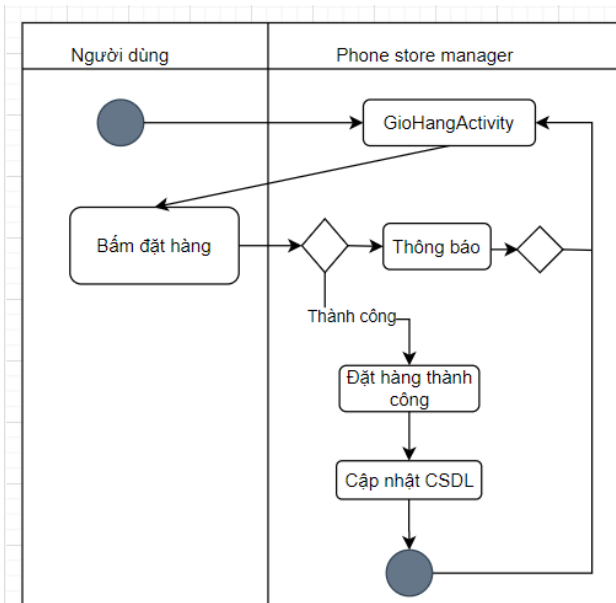 Người dùng
Phone store manager
GioHangActivity
Bấm đặt hàng
Thông báo
Thành công
Đặt hàng thành
công
Cập nhật CSDL